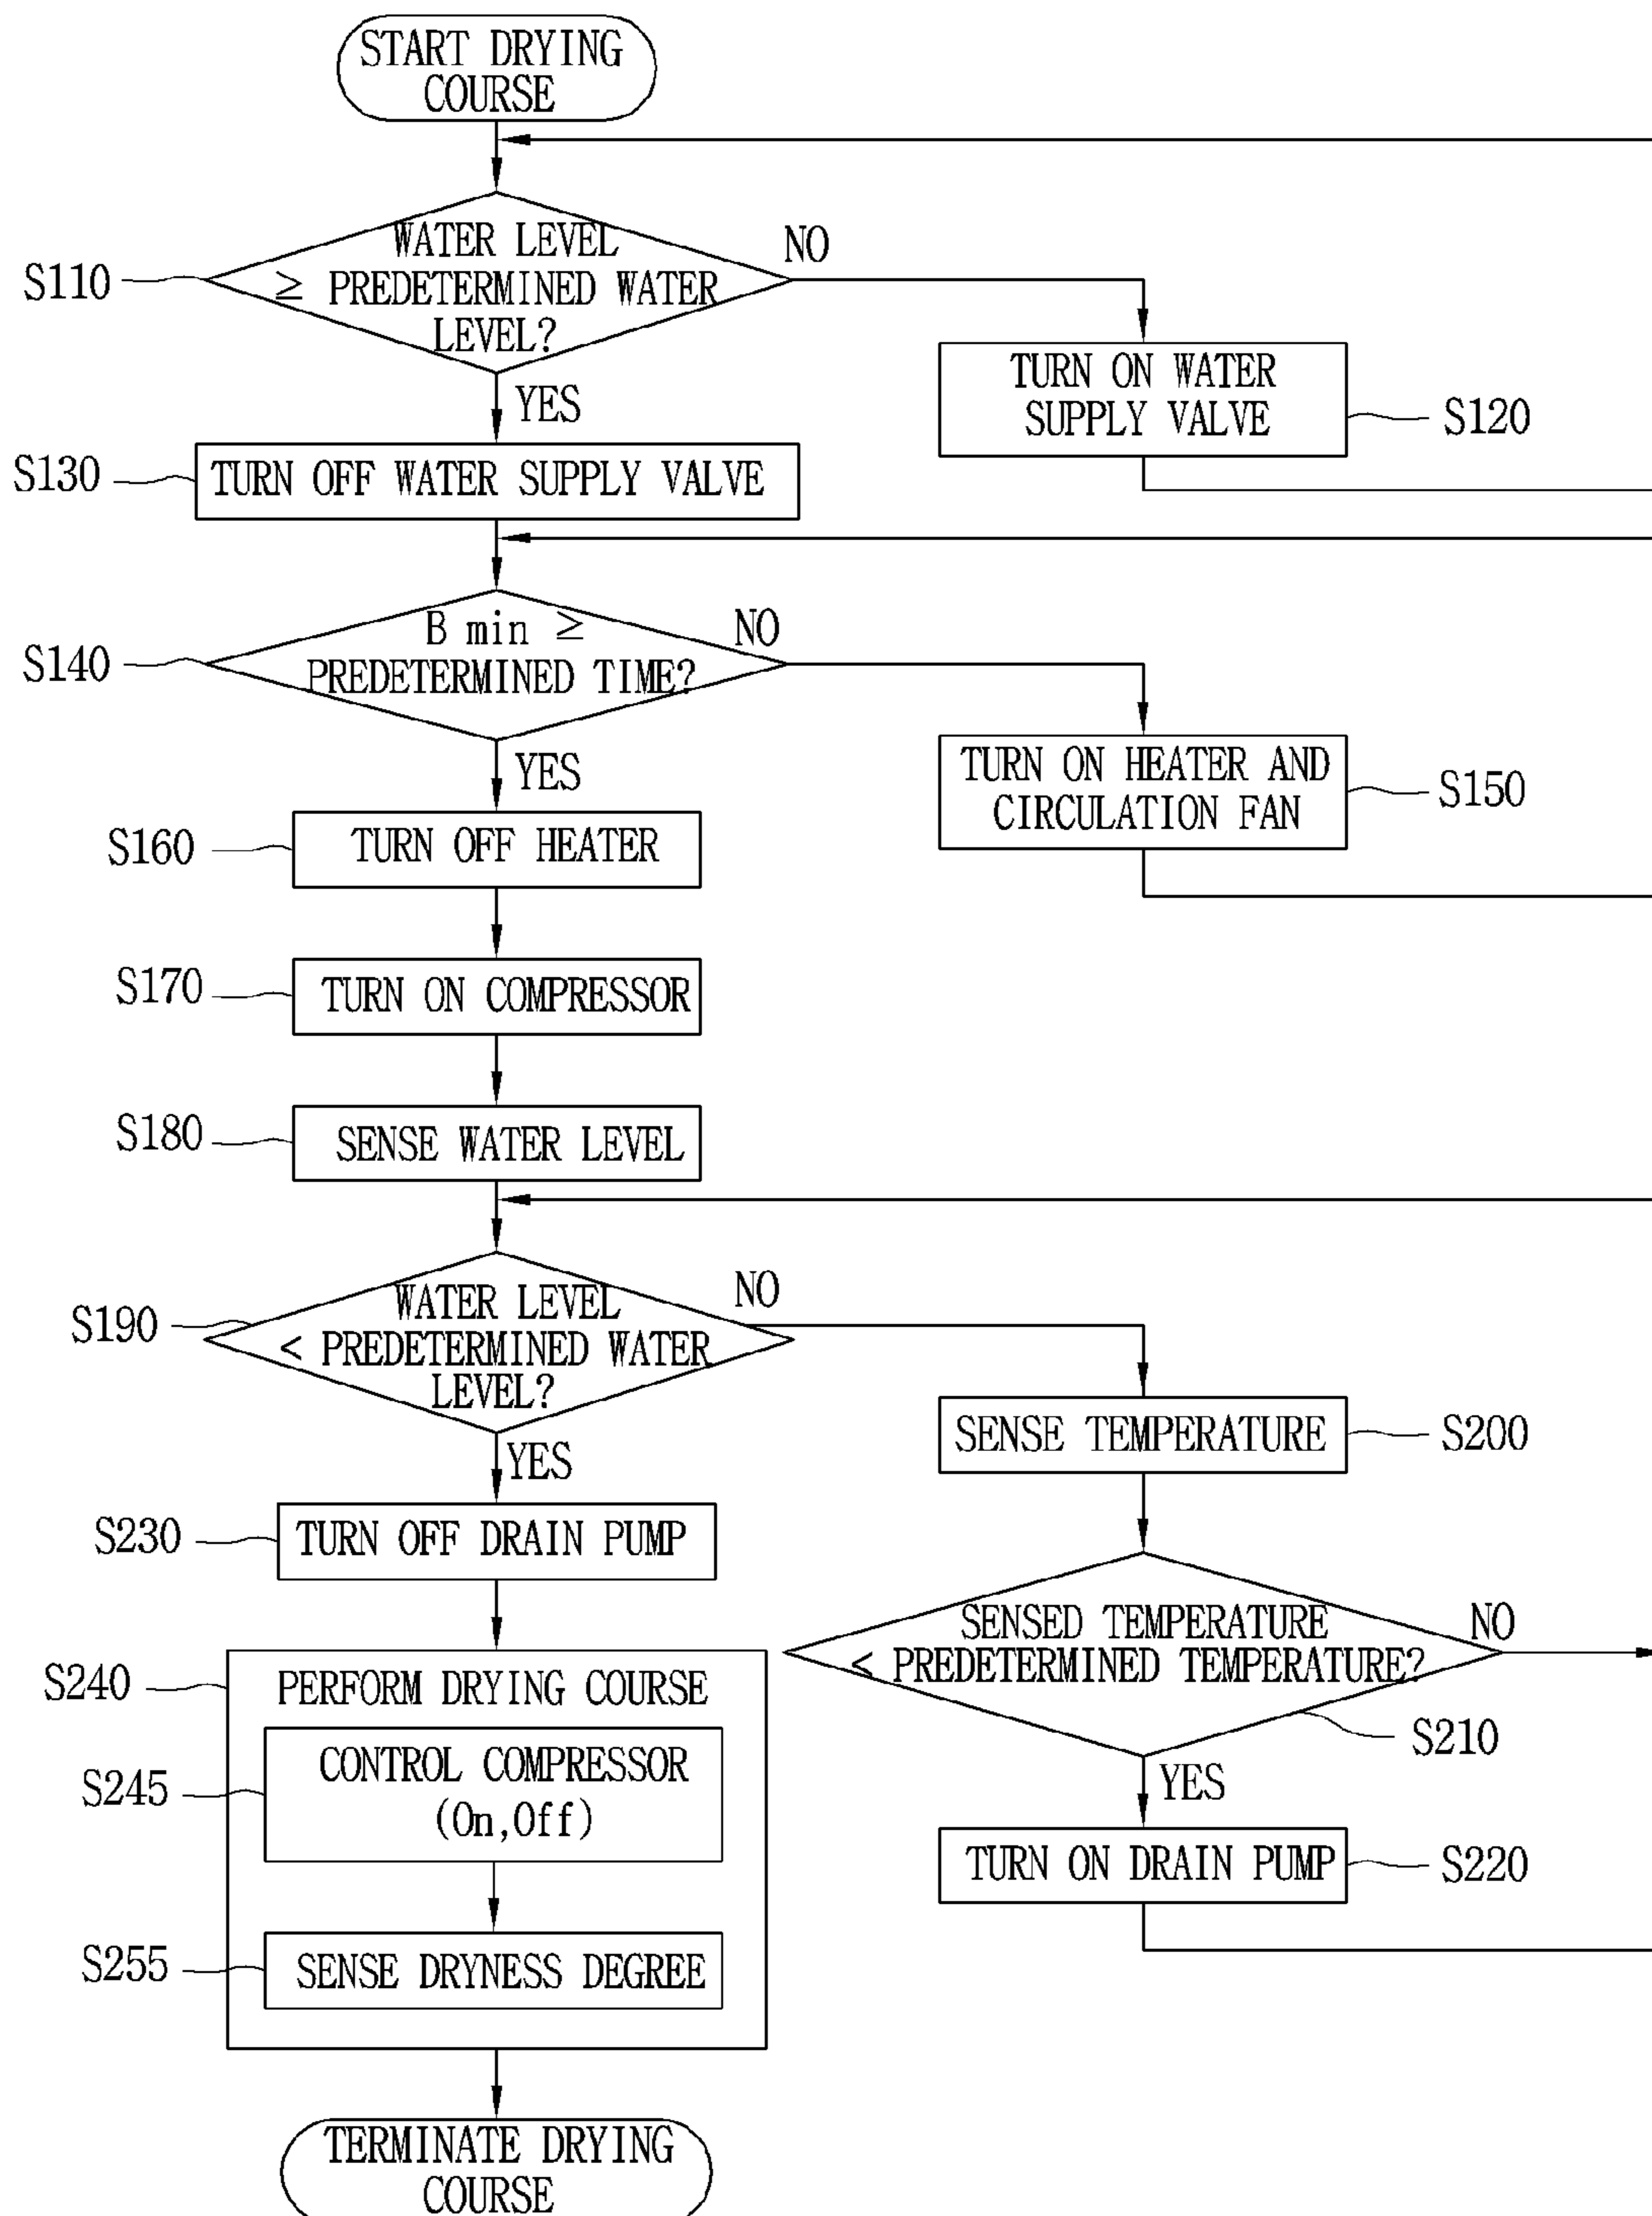 START DRYING
COURSE
WATER LEVEL
≥ PREDETERMINED WATER
LEVEL?
NO
S110
YES
TURN ON WATER
SUPPLY VALVE
S120
S130
TURN OFF WATER SUPPLY VALVE
B min ≥
PREDETERMINED TIME?
NO
S140
YES
TURN ON HEATER AND
CIRCULATION FAN
S150
S160
TURN OFF HEATER
S170
TURN ON COMPRESSOR
S180
SENSE WATER LEVEL
WATER LEVEL
< PREDETERMINED WATER
LEVEL?
NO
S190
YES
SENSE TEMPERATURE
S200
S230
TURN OFF DRAIN PUMP
SENSED TEMPERATURE
< PREDETERMINED TEMPERATURE?
NO
S210
YES
S240
PERFORM DRYING COURSE
S245
CONTROL COMPRESSOR
(On,Off)
TURN ON DRAIN PUMP
S220
S255
SENSE DRYNESS DEGREE
TERMINATE DRYING
COURSE